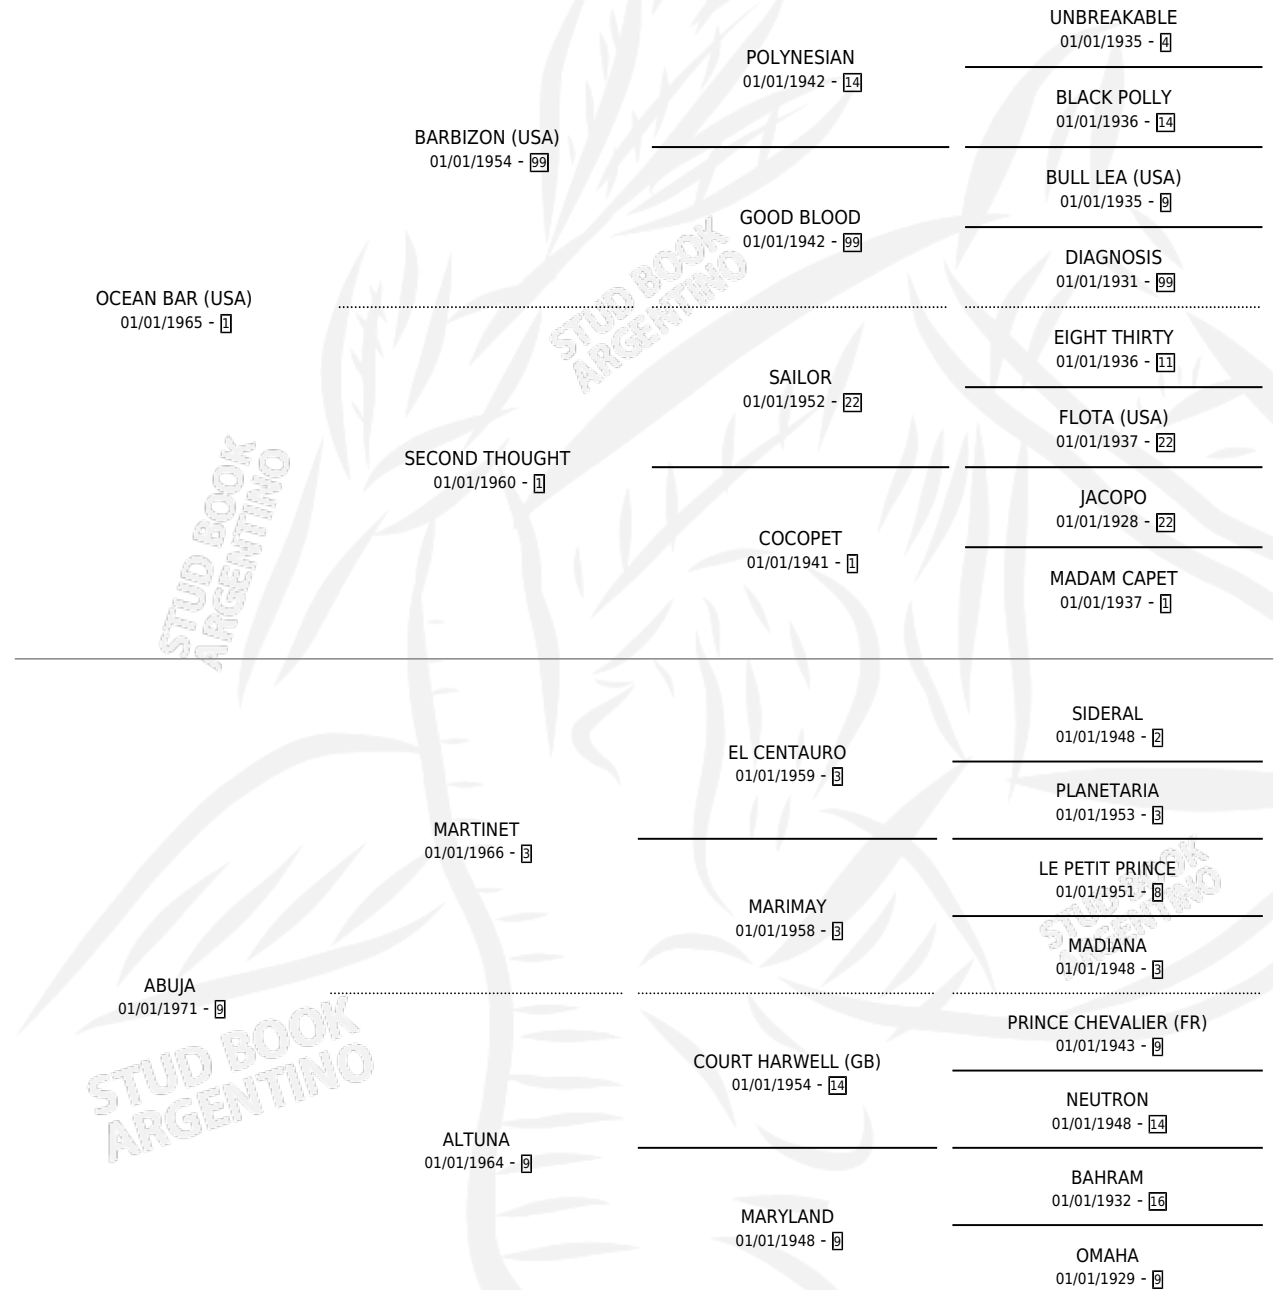 UNBREAKABLE
01/01/1935 - 4
POLYNESIAN
01/01/1942 - 14
BLACK POLLY
01/01/1936 - 14
BARBIZON (USA)
01/01/1954 - 99
BULL LEA (USA)
01/01/1935 - 9
GOOD BLOOD
01/01/1942 - 99
DIAGNOSIS
01/01/1931 - 99
OCEAN BAR (USA)
01/01/1965 - 1
EIGHT THIRTY
01/01/1936 - 11
SAILOR
01/01/1952 - 22
FLOTA (USA)
01/01/1937 - 22
SECOND THOUGHT
01/01/1960 - 1
JACOPO
01/01/1928 - 22
COCOPET
01/01/1941 - 1
MADAM CAPET
01/01/1937 - 1
SIDERAL
01/01/1948 - 2
EL CENTAURO
01/01/1959 - 3
PLANETARIA
01/01/1953 - 3
MARTINET
01/01/1966 - 3
LE PETIT PRINCE
01/01/1951 - 8
MARIMAY
01/01/1958 - 3
MADIANA
01/01/1948 - 3
ABUJA
01/01/1971 - 9
PRINCE CHEVALIER (FR)
01/01/1943 - 9
COURT HARWELL (GB)
01/01/1954 - 14
NEUTRON
01/01/1948 - 14
ALTUNA
01/01/1964 - 9
BAHRAM
01/01/1932 - 16
MARYLAND
01/01/1948 - 9
OMAHA
01/01/1929 - 9
STUD BOOK
ARGENTINO
STUD BOOK
ARGENTINO
STUD BOOK
ARGENTINO
STUD BOOK
ARGENTINO